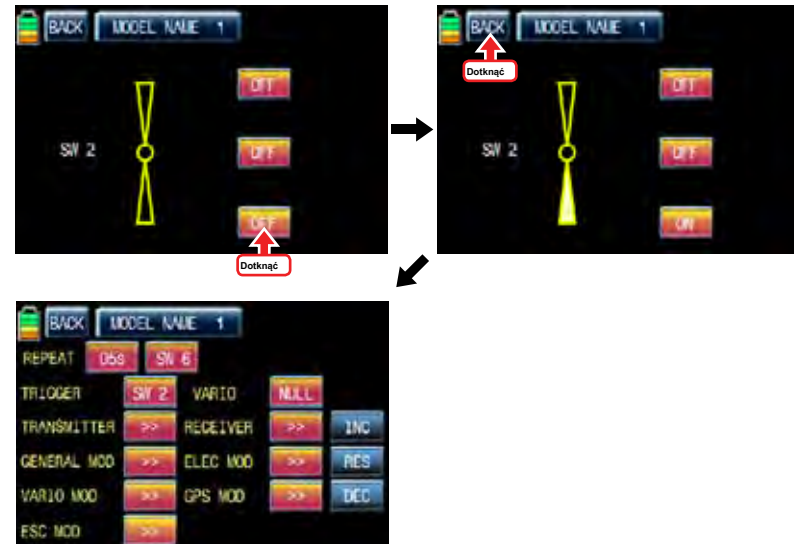 BACK MODEL NAME 1
OFF
SW 2
OFF
OFF
Dotknąć
BACK MODEL NAME 1
Dotknąć
OFF
SW 2
OFF
ON
BACK MODEL NAME 1
REPEAT 05s SW 6
TRIGGER SW 2 VARIO NULL
TRANSMITTER >> RECEIVER >> INC
GENERAL MOD >> ELEC MOD >> RES
VARIO MOD >> GPS MOD >> DEC
ESC MOD >>